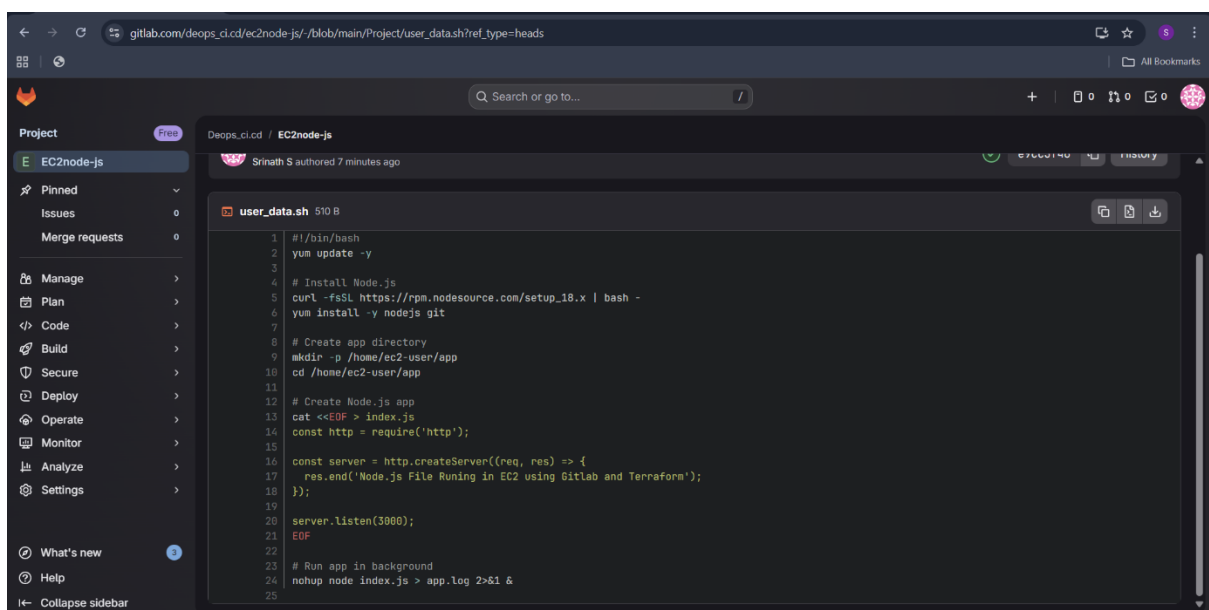 gitlab.com/deops_ci.cd/ec2node-js/-/blob/main/Project/user_data.sh?ref_type=heads
S
All Bookmarks
Search or go to...
/
0
0
0
Project
Free
Deops_ci.cd / EC2node-js
E EC2node-js
Srinath S authored 7 minutes ago
History
Pinned
Issues 0
Merge requests 0
Manage
Plan
Code
Build
Secure
Deploy
Operate
Monitor
Analyze
Settings
What's new 3
Help
Collapse sidebar
user_data.sh 510 B
1 #!/bin/bash
2 yum update -y
3
4 # Install Node.js
5 curl -fsSL https://rpm.nodesource.com/setup_18.x | bash -
6 yum install -y nodejs git
7
8 # Create app directory
9 mkdir -p /home/ec2-user/app
10 cd /home/ec2-user/app
11
12 # Create Node.js app
13 cat <<EOF > index.js
14 const http = require('http');
15
16 const server = http.createServer((req, res) => {
17 res.end('Node.js File Runing in EC2 using Gitlab and Terraform');
18 });
19
20 server.listen(3000);
21 EOF
22
23 # Run app in background
24 nohup node index.js > app.log 2>&1 &
25